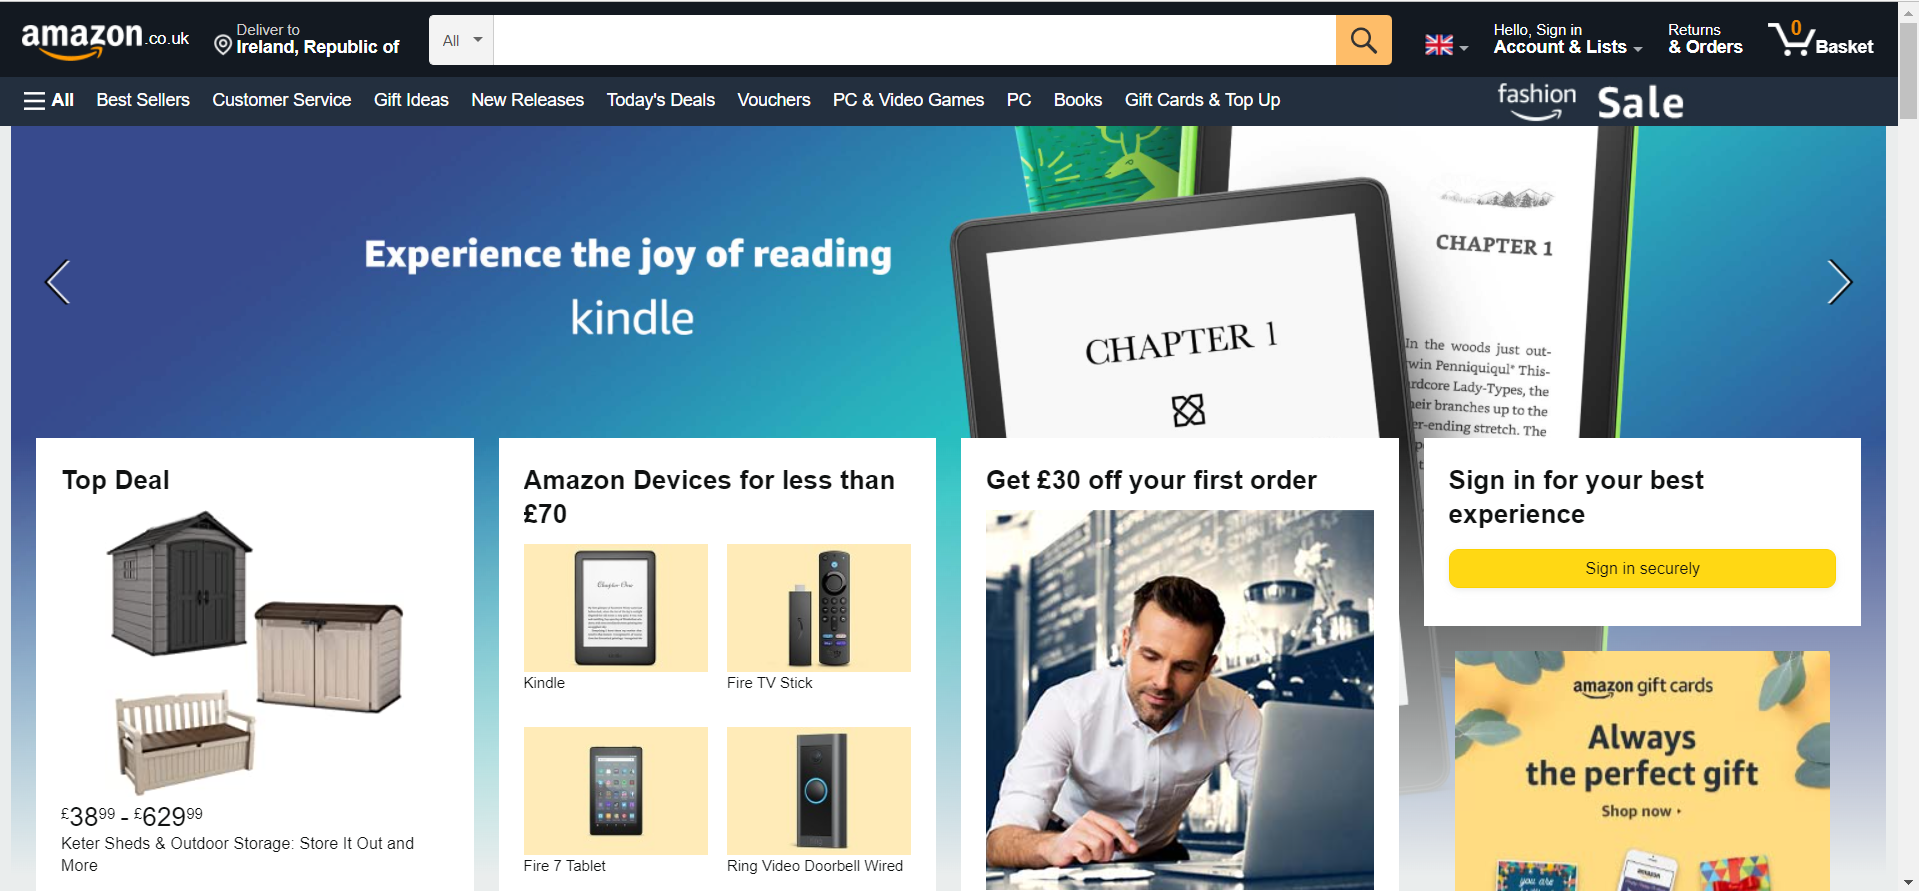 amazon.co.uk
Deliver to
Ireland, Republic of
All
Hello, Sign in
Account & Lists
Returns
& Orders
0
Basket
All
Best Sellers
Customer Service
Gift Ideas
New Releases
Today's Deals
Vouchers
PC & Video Games
PC
Books
Gift Cards & Top Up
fashion Sale
Experience the joy of reading
kindle
CHAPTER 1
CHAPTER 1
In the woods just out-
win Penniquiqul* This-
rdcore Lady-Types, the
heir branches up to the
er-ending stretch. The
Top Deal
£38.99 - £629.99
Keter Sheds & Outdoor Storage: Store It Out and
More
Amazon Devices for less than
£70
Chapter One
Kindle
Fire TV Stick
Fire 7 Tablet
Ring Video Doorbell Wired
Get £30 off your first order
Sign in for your best
experience
Sign in securely
amazon gift cards
Always
the perfect gift
Shop now
you are
amazon